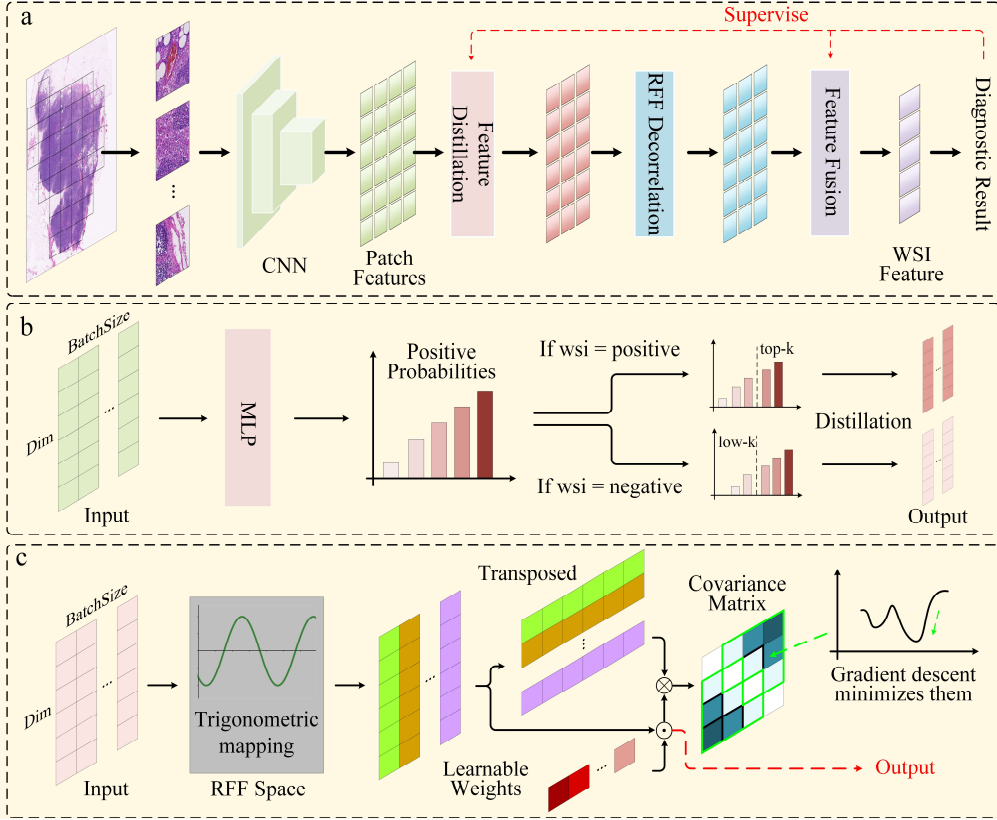 a
Supervise
CNN
Patch
Features
Feature
Distillation
RFF Decorrelation
Feature Fusion
WSI
Feature
Diagnostic Result
b
BatchSize
Dim
Input
MLP
Positive
Probabilities
If wsi = positive
If wsi = negative
top-k
low-k
Distillation
Output
c
BatchSize
Dim
Input
Trigonometric
mapping
RFF Space
Transposed
Learnable
Weights
Covariance
Matrix
Gradient descent
minimizes them
Output